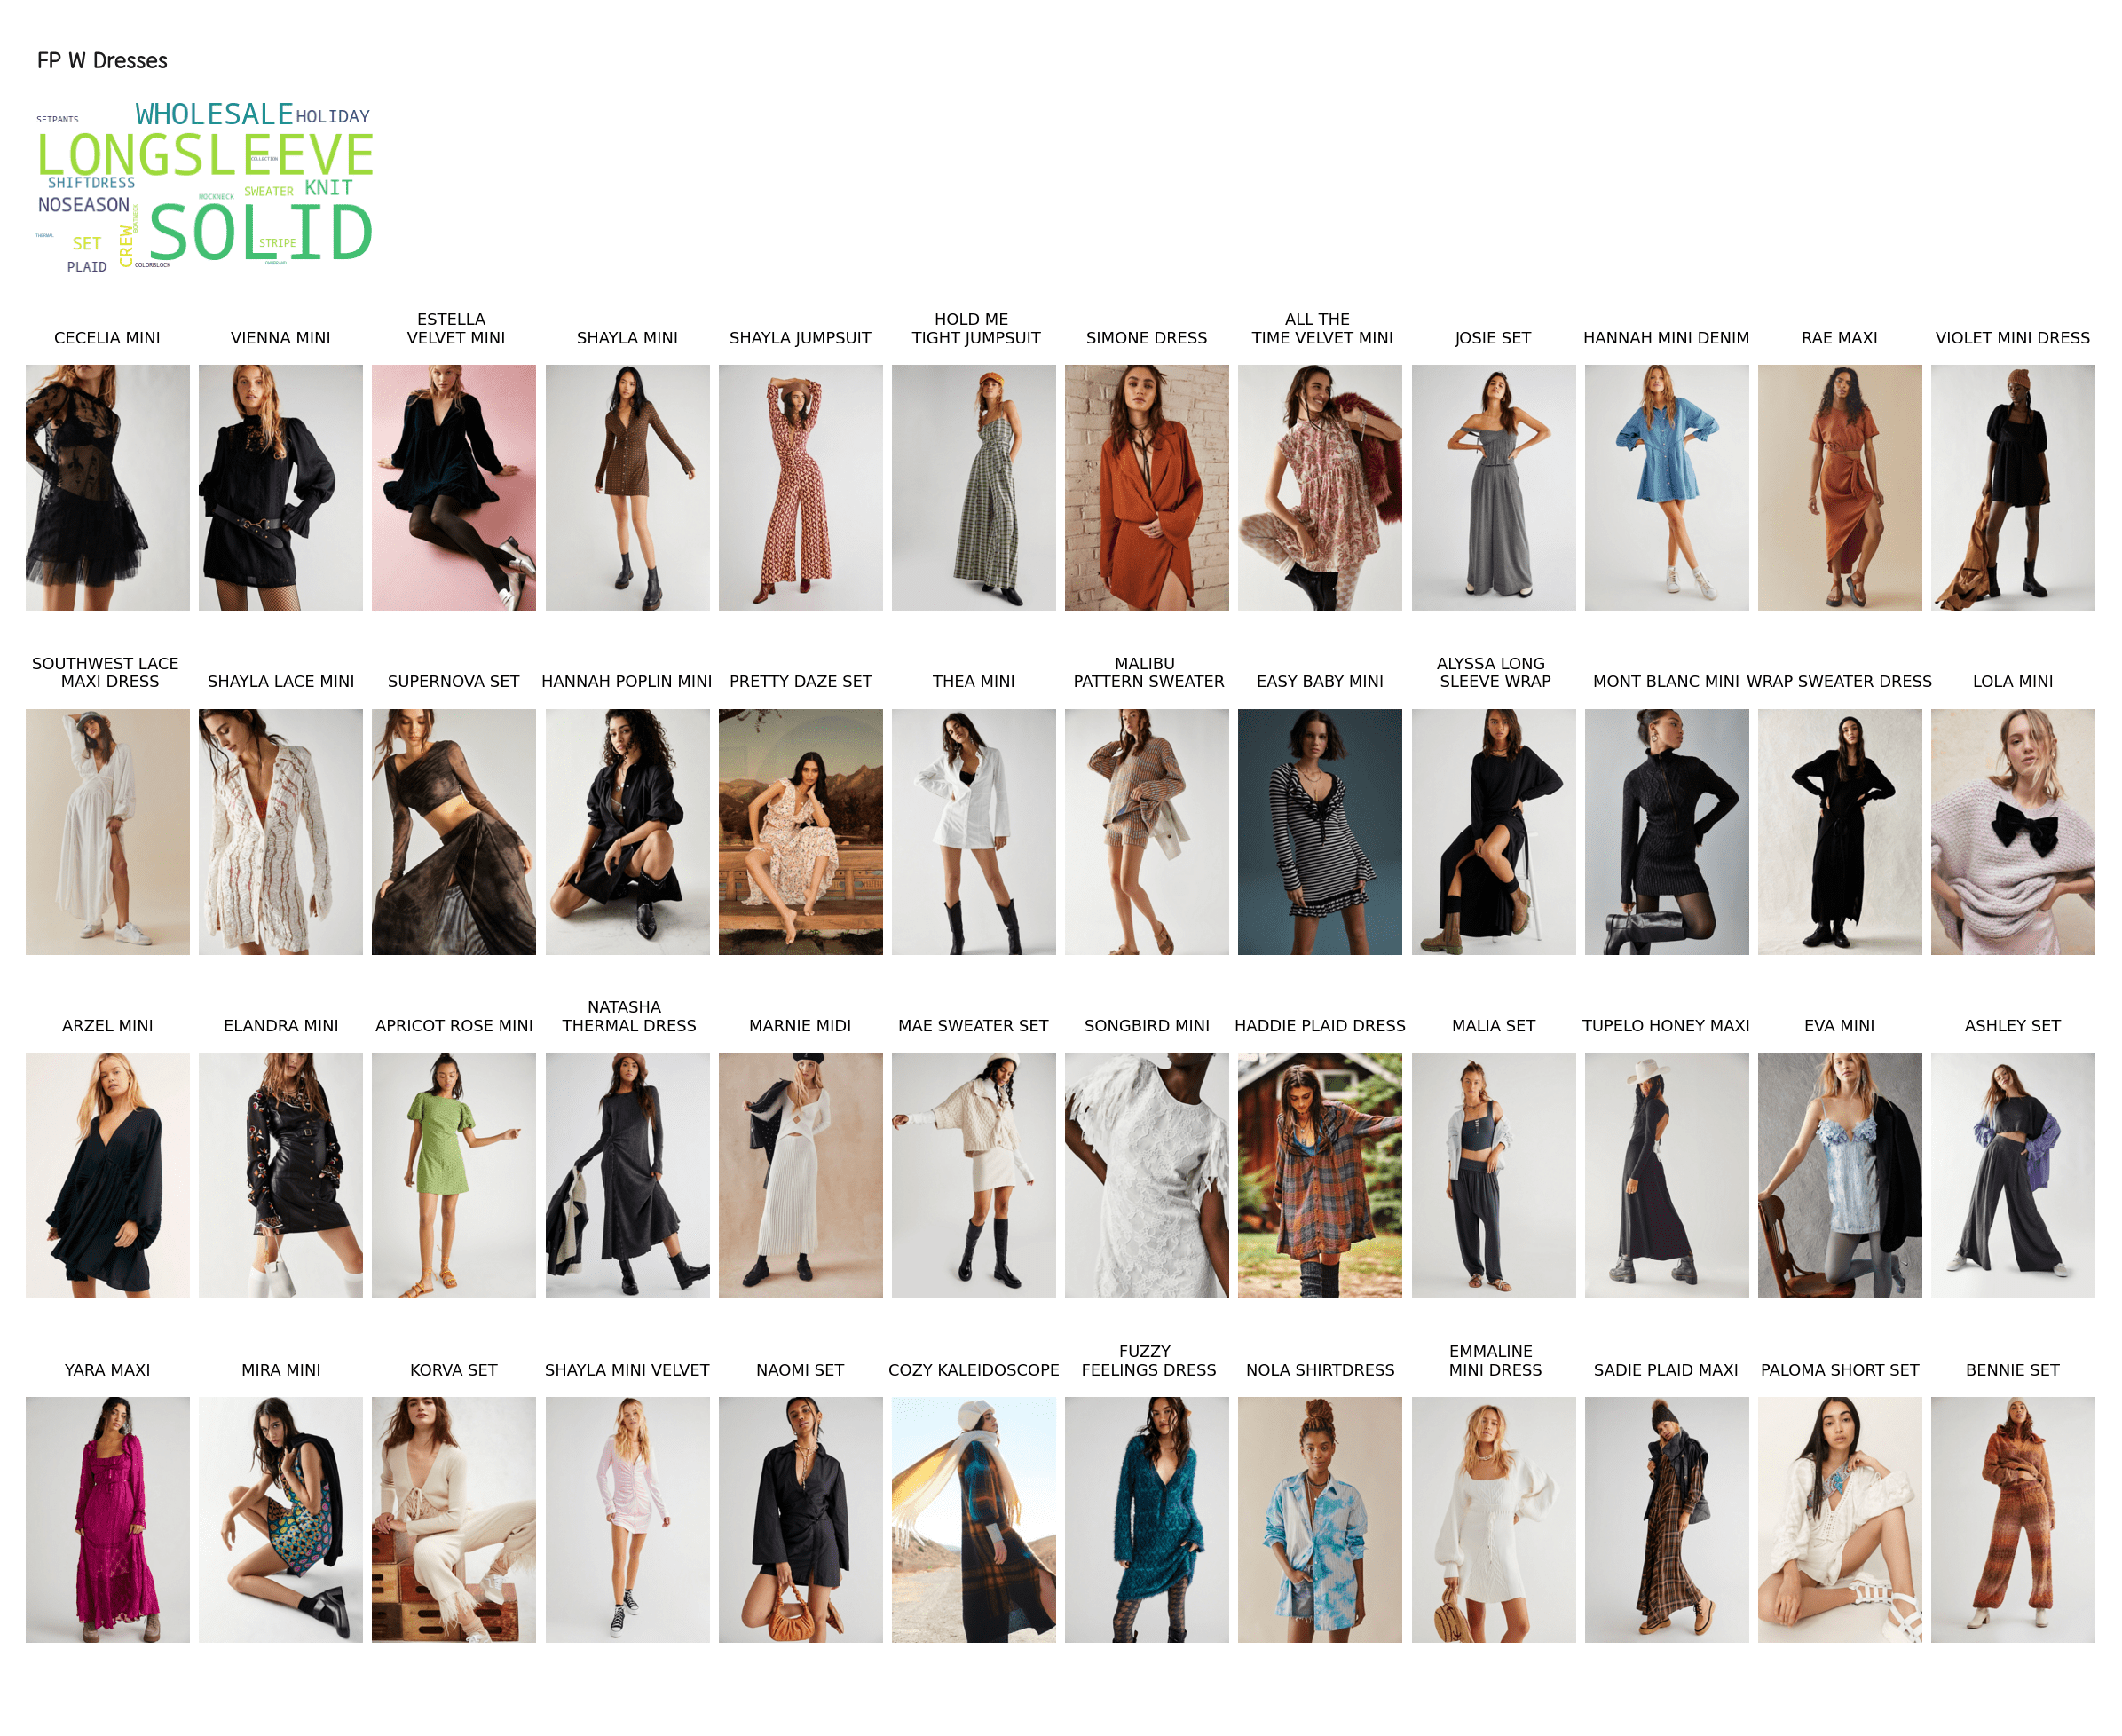 FP W Dresses
SETPANTS
WHOLESALE
HOLIDAY
LONGSLEEVE
COLLECTION
SHIFTDRESS
SWEATER
KNIT
MOCKNECK
NOSEASON
SOLID
THERMAL
SET
CREW
STRIPE
PLAID
COLORBLOCK
CECELIA MINI
VIENNA MINI
ESTELLA
VELVET MINI
SHAYLA MINI
SHAYLA JUMPSUIT
HOLD ME
TIGHT JUMPSUIT
SIMONE DRESS
ALL THE
TIME VELVET MINI
JOSIE SET
HANNAH MINI DENIM
RAE MAXI
VIOLET MINI DRESS
SOUTHWEST LACE
MAXI DRESS
SHAYLA LACE MINI
SUPERNOVA SET
HANNAH POPLIN MINI
PRETTY DAZE SET
THEA MINI
MALIBU
PATTERN SWEATER
EASY BABY MINI
ALYSSA LONG
SLEEVE WRAP
MONT BLANC MINI
WRAP SWEATER DRESS
LOLA MINI
ARZEL MINI
ELANDRA MINI
APRICOT ROSE MINI
NATASHA
THERMAL DRESS
MARNIE MIDI
MAE SWEATER SET
SONGBIRD MINI
HADDIE PLAID DRESS
MALIA SET
TUPELO HONEY MAXI
EVA MINI
ASHLEY SET
YARA MAXI
MIRA MINI
KORVA SET
SHAYLA MINI VELVET
NAOMI SET
COZY KALEIDOSCOPE
FUZZY
FEELINGS DRESS
NOLA SHIRTDRESS
EMMALINE
MINI DRESS
SADIE PLAID MAXI
PALOMA SHORT SET
BENNIE SET